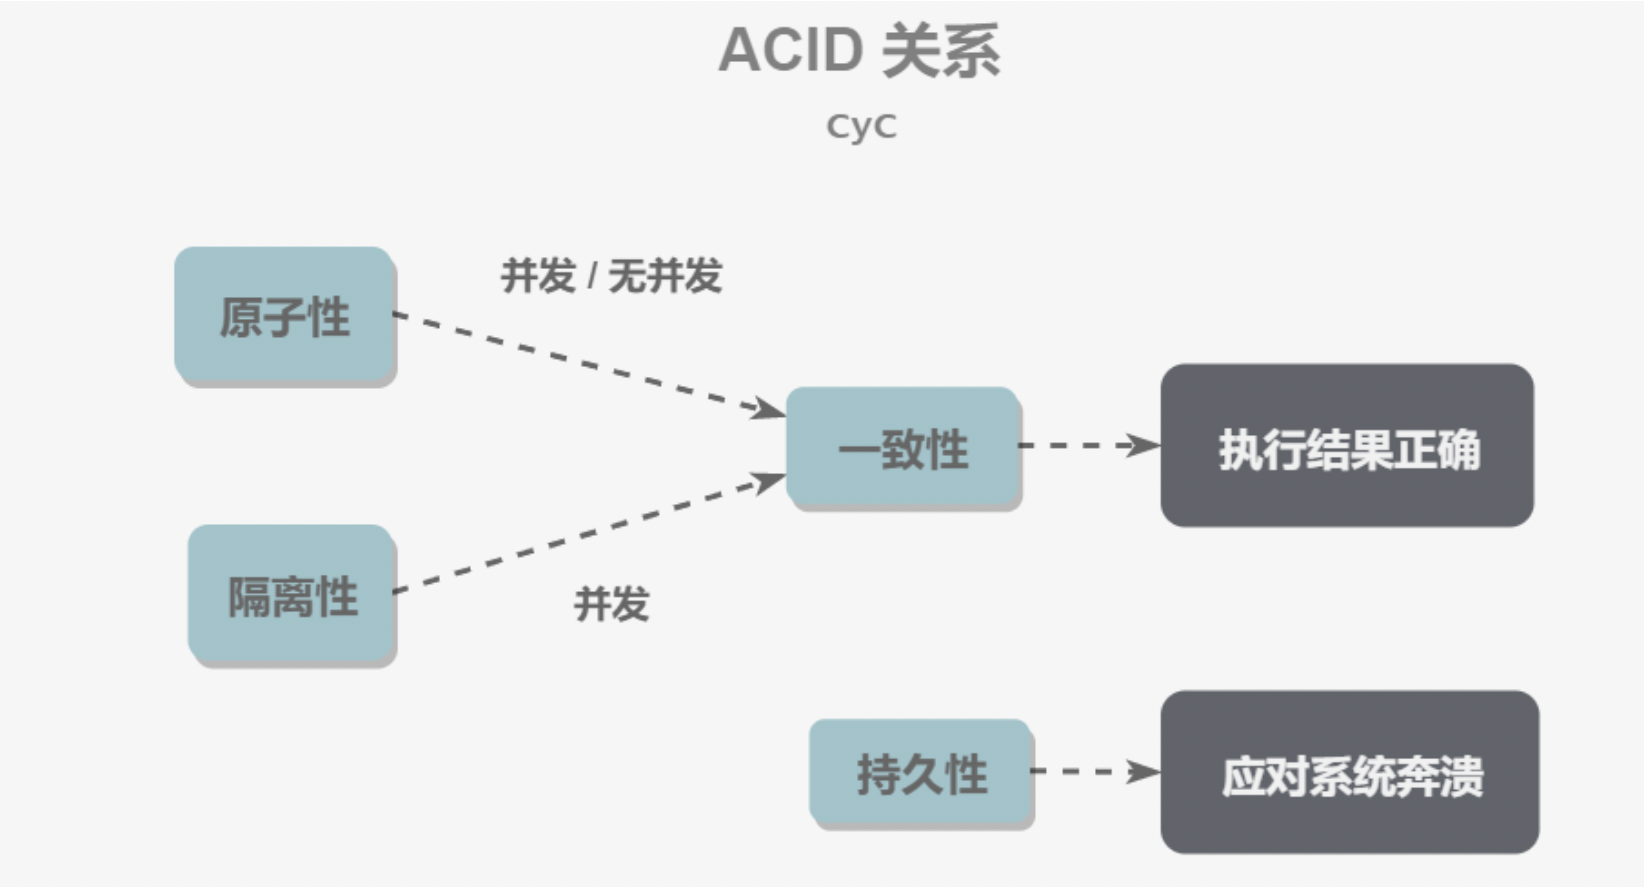 ACID 关系
CyC
原子性
并发 / 无并发
一致性
执行结果正确
隔离性
并发
持久性
应对系统奔溃